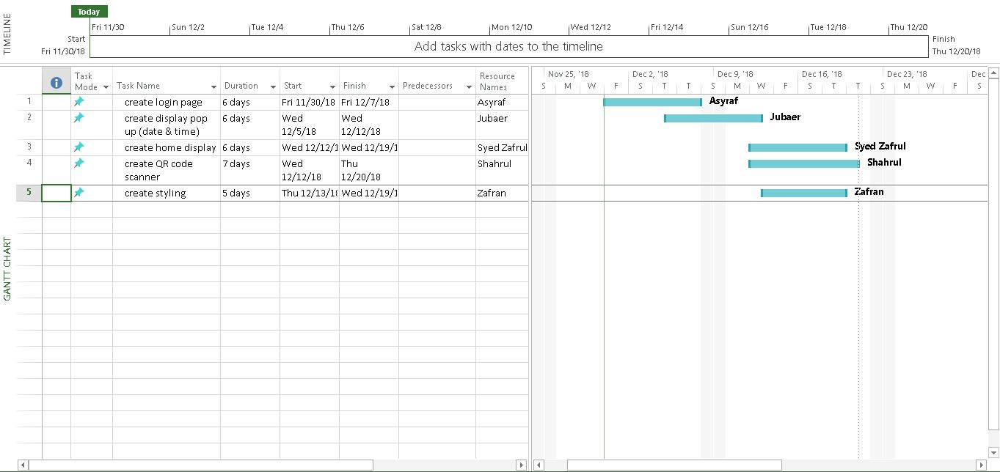 TIMELINE
Today
Fri 11/30 Sun 12/2 Tue 12/4 Thu 12/6 Sat 12/8 Mon 12/10 Wed 12/12 Fri 12/14 Sun 12/16 Tue 12/18 Thu 12/20
Start
Fri 11/30/18
Add tasks with dates to the timeline
Finish
Thu 12/20/18
GANTT CHART
Task
Mode
Task Name
Duration
Start
Finish
Predecessors
Resource
Names
1 create login page 6 days Fri 11/30/18 Fri 12/7/18 Asyraf
2 create display pop 6 days Wed Wed Jubaer
up (date & time) 12/5/18 12/12/18
3 create home display 6 days Wed 12/12/1 Wed 12/19/1 Syed Zafrul
4 create QR code 7 days Wed Thu Shahrul
scanner 12/12/18 12/20/18
5 create styling 5 days Thu 12/13/18 Wed 12/19/1 Zafran
Nov 25, '18 Dec 2, '18 Dec 9, '18 Dec 16, '18 Dec 23, '18 Dec
S M W F S T T S M W F S T T S M W F S
Asyraf
Jubaer
Syed Zafrul
Shahrul
Zafran